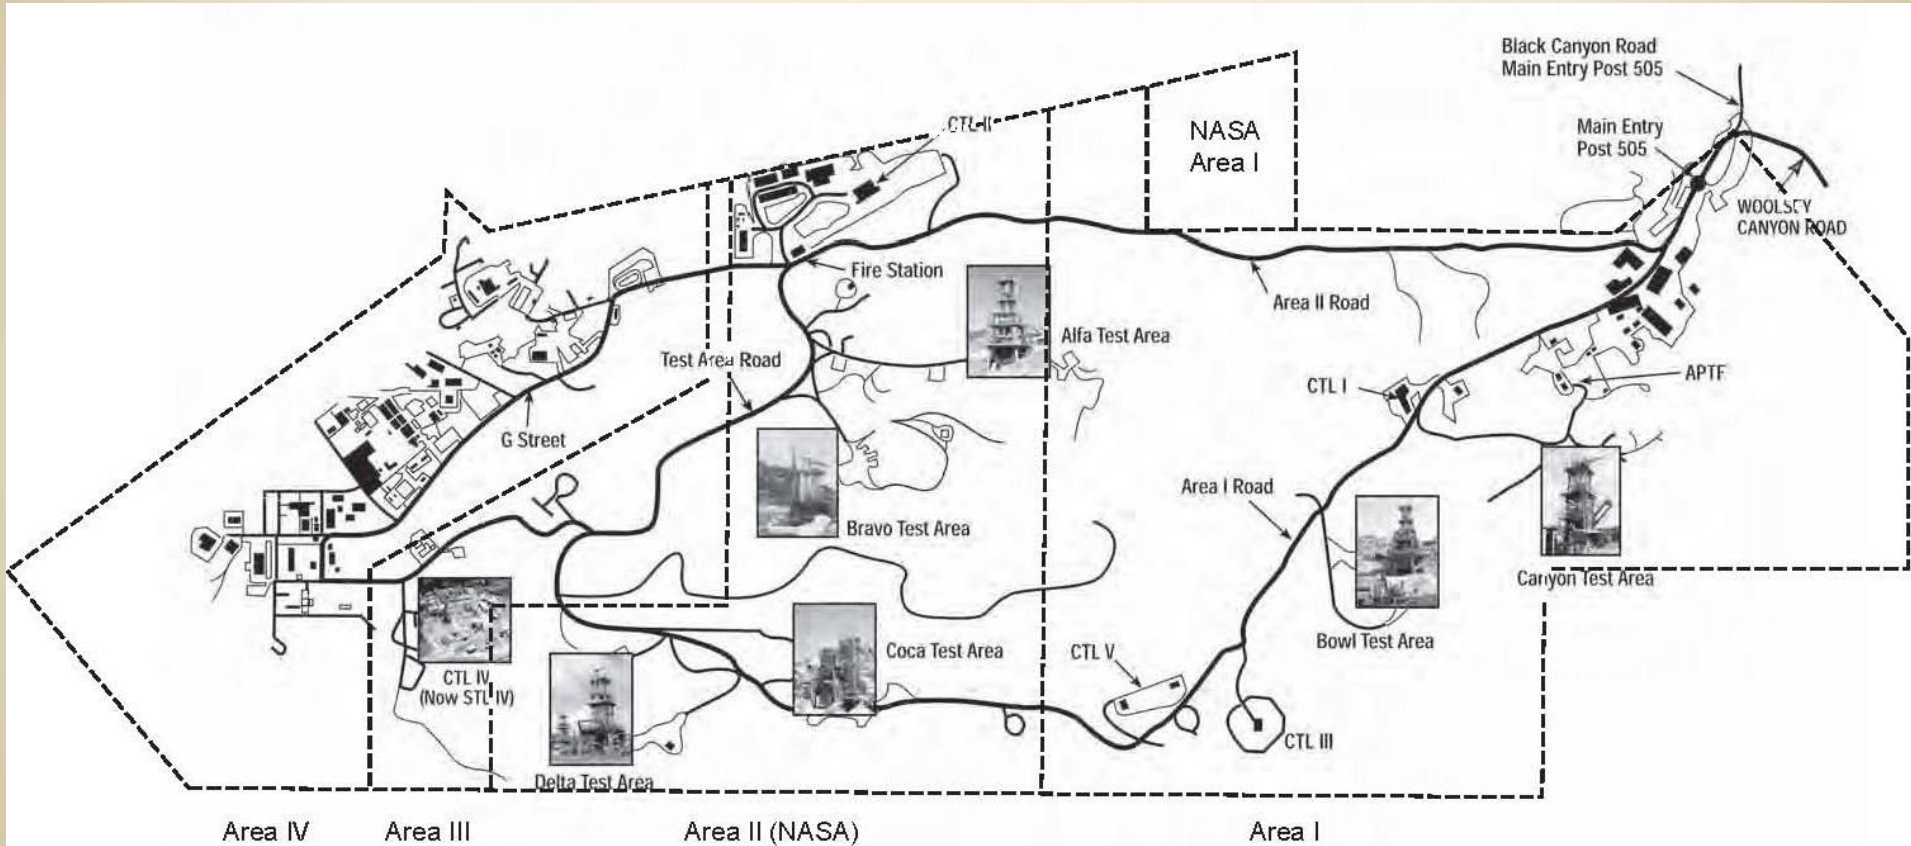 Black Canyon Road
Main Entry Post 505
CTL-II
NASA
Area I
Main Entry
Post 505
WOOLSEY
CANYON ROAD
Fire Station
Area II Road
Alfa Test Area
Test Area Road
APTF
CTL I
G Street
Area I Road
Bravo Test Area
Canyon Test Area
Bowl Test Area
Coca Test Area
CTL V
CTL IV
(Now STL IV)
CTL III
Delta Test Area
Area IV
Area III
Area II (NASA)
Area I